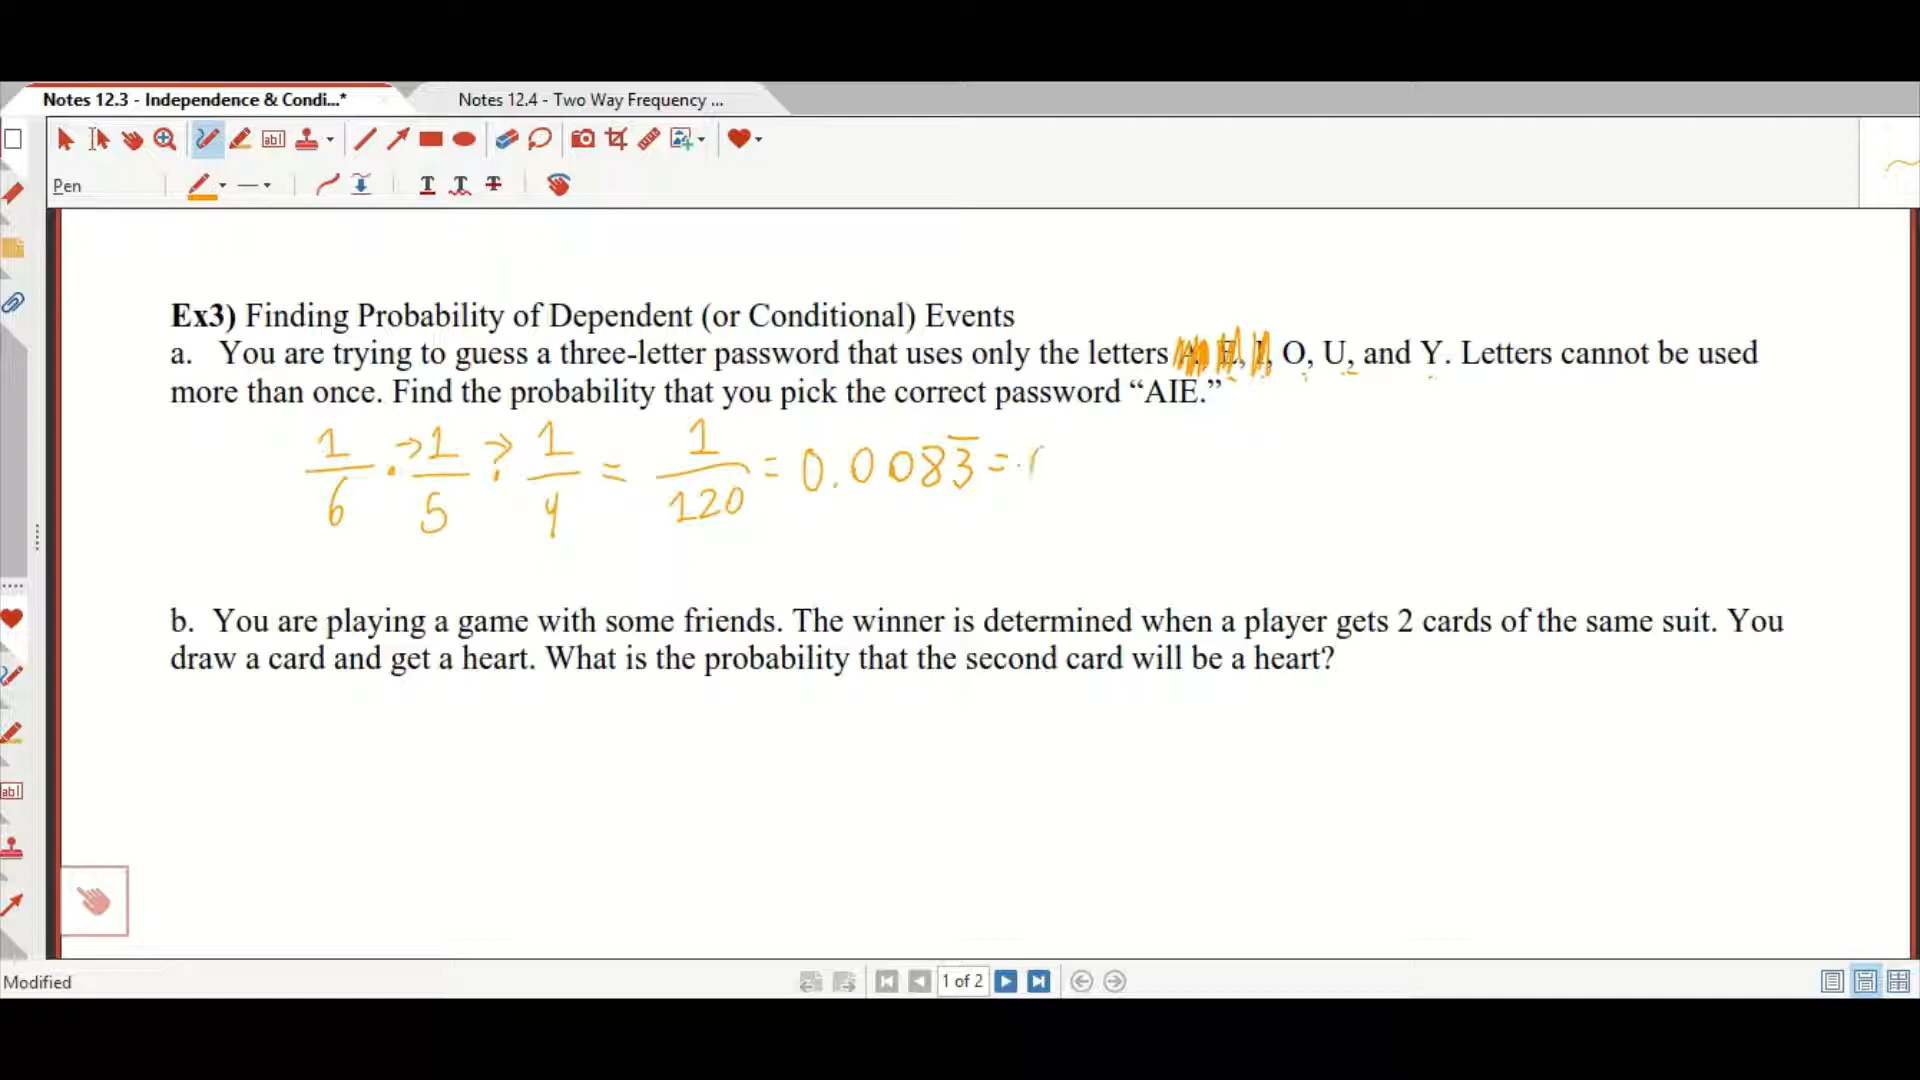 Notes 12.3 - Independence & Condi...* Notes 12.4 - Two Way Frequency ...
Pen
Ex3) Finding Probability of Dependent (or Conditional) Events
a. You are trying to guess a three-letter password that uses only the letters A, E, I, O, U, and Y. Letters cannot be used
more than once. Find the probability that you pick the correct password “AIE.”
1/6 · 1/5 · 1/4 = 1/120 = 0.0083̅ =
b. You are playing a game with some friends. The winner is determined when a player gets 2 cards of the same suit. You
draw a card and get a heart. What is the probability that the second card will be a heart?
Modified 1 of 2